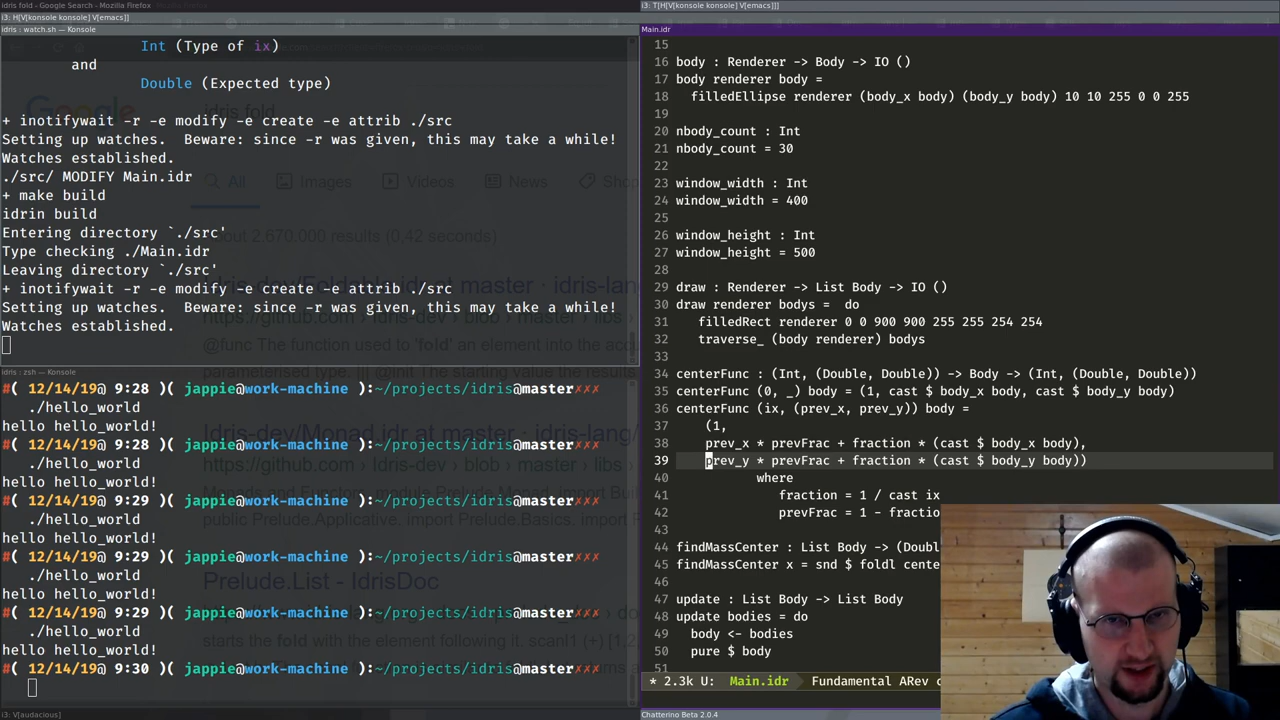 idris fold - Google Search - Mozilla Firefox
i3: H[V[konsole konsole] V[emacs]]
idris : watch.sh — Konsole
Int (Type of ix)
and
Double (Expected type)
+ inotifywait -r -e modify -e create -e attrib ./src
Setting up watches.  Beware: since -r was given, this may take a while!
Watches established.
./src/ MODIFY Main.idr
+ make build
idrin build
Entering directory `./src'
Type checking ./Main.idr
Leaving directory `./src'
+ inotifywait -r -e modify -e create -e attrib ./src
Setting up watches.  Beware: since -r was given, this may take a while!
Watches established.
idris fold
All
Images
Videos
News
About 2.670.000 results (0,42 seconds)
Prelude.List - IdrisDoc
idris : zsh — Konsole
#( 12/14/19@ 9:28 )( jappie@work-machine ):~/projects/idris@master✗✗✗
./hello_world
hello hello_world!
#( 12/14/19@ 9:28 )( jappie@work-machine ):~/projects/idris@master✗✗✗
./hello_world
hello hello_world!
#( 12/14/19@ 9:29 )( jappie@work-machine ):~/projects/idris@master✗✗✗
./hello_world
hello hello_world!
#( 12/14/19@ 9:29 )( jappie@work-machine ):~/projects/idris@master✗✗✗
./hello_world
hello hello_world!
#( 12/14/19@ 9:29 )( jappie@work-machine ):~/projects/idris@master✗✗✗
./hello_world
hello hello_world!
#( 12/14/19@ 9:30 )( jappie@work-machine ):~/projects/idris@master✗✗✗
i3: V[audacious]
i3: T[H[V[konsole konsole] V[emacs]]]
Main.idr
15
16 body : Renderer -> Body -> IO ()
17 body renderer body =
18   filledEllipse renderer (body_x body) (body_y body) 10 10 255 0 0 255
19
20 nbody_count : Int
21 nbody_count = 30
22
23 window_width : Int
24 window_width = 400
25
26 window_height : Int
27 window_height = 500
28
29 draw : Renderer -> List Body -> IO ()
30 draw renderer bodys =  do
31    filledRect renderer 0 0 900 900 255 255 254 254
32    traverse_ (body renderer) bodys
33
34 centerFunc : (Int, (Double, Double)) -> Body -> (Int, (Double, Double))
35 centerFunc (0, _) body = (1, cast $ body_x body, cast $ body_y body)
36 centerFunc (ix, (prev_x, prev_y)) body =
37     (1,
38     prev_x * prevFrac + fraction * (cast $ body_x body),
39     prev_y * prevFrac + fraction * (cast $ body_y body))
40            where
41               fraction = 1 / cast ix
42               prevFrac = 1 - fractio
43
44 findMassCenter : List Body -> (Doubl
45 findMassCenter x = snd $ foldl cente
46
47 update : List Body -> List Body
48 update bodies = do
49   body <- bodies
50   pure $ body
51
* 2.3k U:  Main.idr  Fundamental ARev
Chatterino Beta 2.0.4